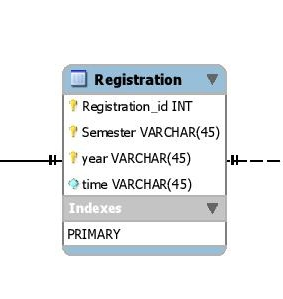 Registration
Registration_id INT
Semester VARCHAR(45)
year VARCHAR(45)
time VARCHAR(45)
Indexes
PRIMARY